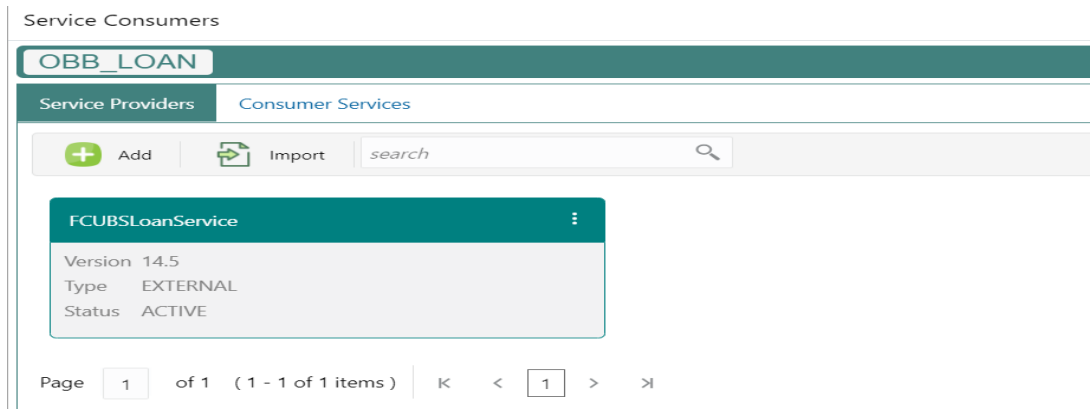 Service Consumers
OBB_LOAN
Service Providers Consumer Services
Add Import search
FCUBSLoanService
Version 14.5
Type EXTERNAL
Status ACTIVE
Page 1 of 1 ( 1 - 1 of 1 items ) 1